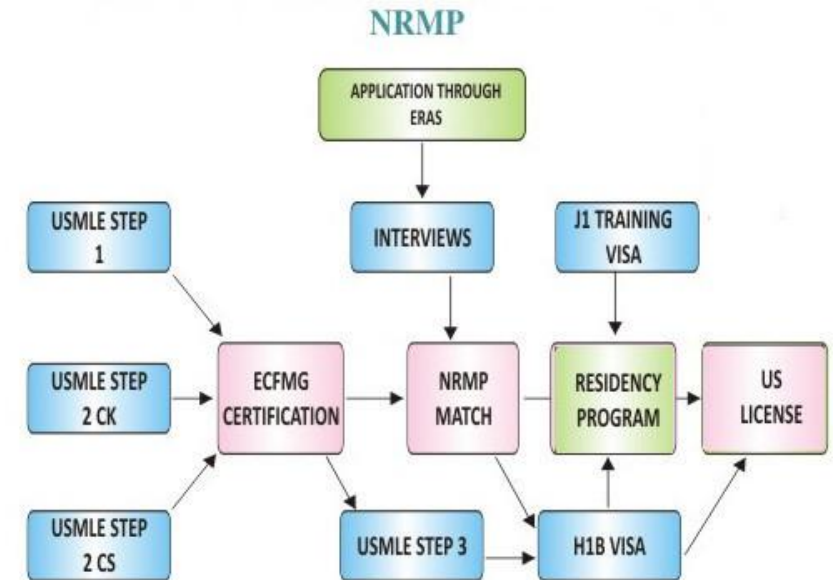 NRMP
APPLICATION THROUGH
ERAS
USMLE STEP
1
INTERVIEWS
J1 TRAINING
VISA
USMLE STEP
2 CK
ECFMG
CERTIFICATION
NRMP
MATCH
RESIDENCY
PROGRAM
US
LICENSE
USMLE STEP
2 CS
USMLE STEP 3
H1B VISA